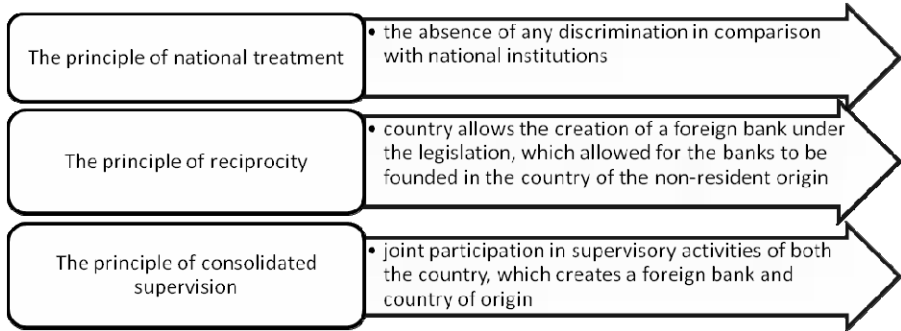 The principle of national treatment
• the absence of any discrimination in comparison
with national institutions
The principle of reciprocity
• country allows the creation of a foreign bank under
the legislation, which allowed for the banks to be
founded in the country of the non-resident origin
The principle of consolidated
supervision
• joint participation in supervisory activities of both
the country, which creates a foreign bank and
country of origin